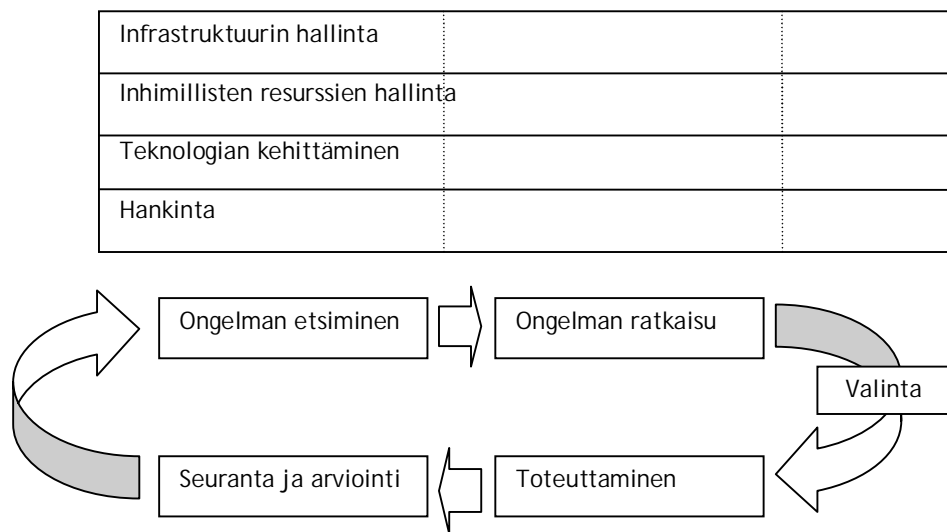 Infrastruktuurin hallinta
Inhimillisten resurssien hallinta
Teknologian kehittäminen
Hankinta
Ongelman etsiminen
Ongelman ratkaisu
Valinta
Seuranta ja arviointi
Toteuttaminen